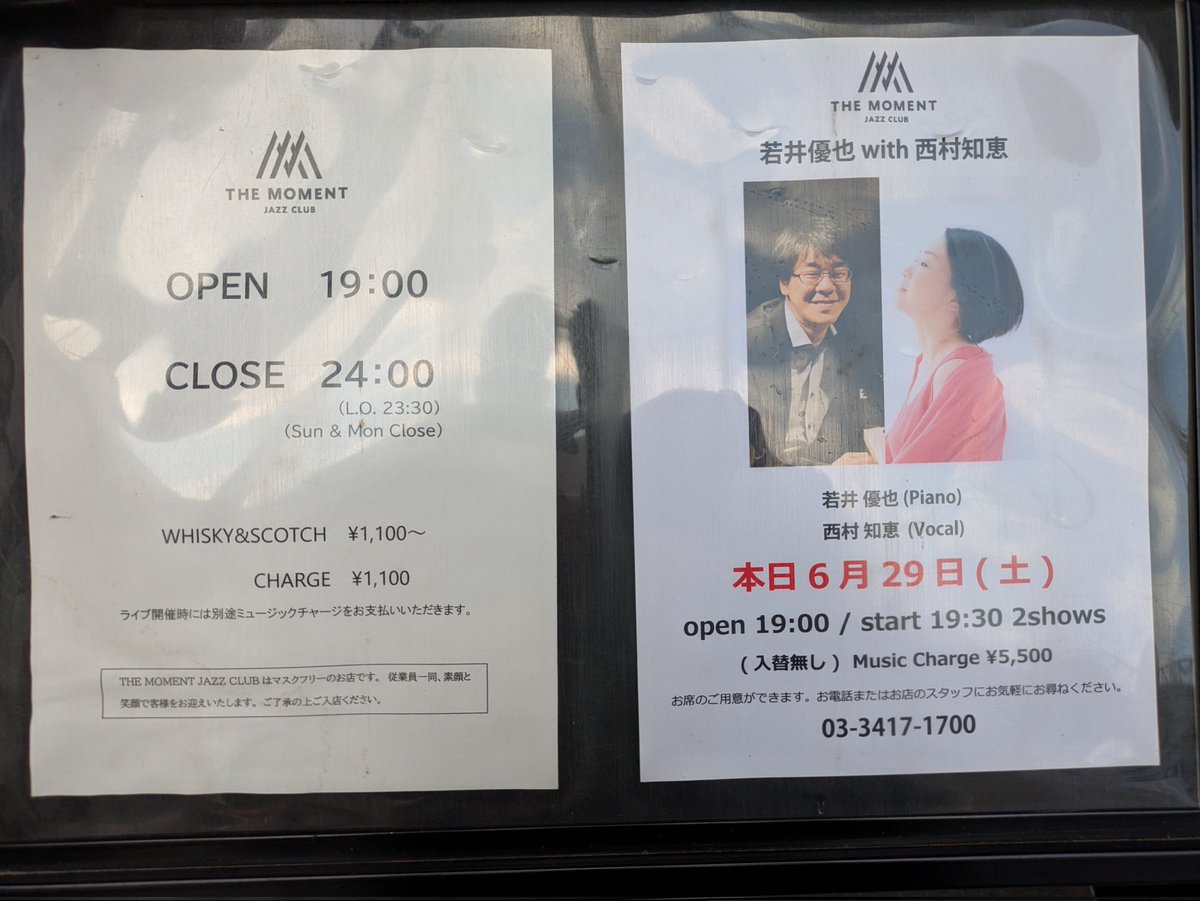 THE MOMENT
JAZZ CLUB
OPEN 19:00
CLOSE 24:00
(L.O. 23:30)
(Sun & Mon Close)
WHISKY&SCOTCH ¥1,100～
CHARGE ¥1,100
ライブ開催時には別途ミュージックチャージをお支払いいただきます。
THE MOMENT JAZZ CLUB はマスクフリーのお店です。 従業員一同、素顔と
笑顔で客様をお迎えいたします。ご了承の上ご入店ください。
THE MOMENT
JAZZ CLUB
若井優也 with 西村知恵
若井 優也 (Piano)
西村 知恵 (Vocal)
本日 6 月 29 日 ( 土 )
open 19:00 / start 19:30 2shows
( 入替無し ) Music Charge ¥5,500
お席のご用意ができます。お電話またはお店のスタッフにお気軽にお尋ねください。
03-3417-1700